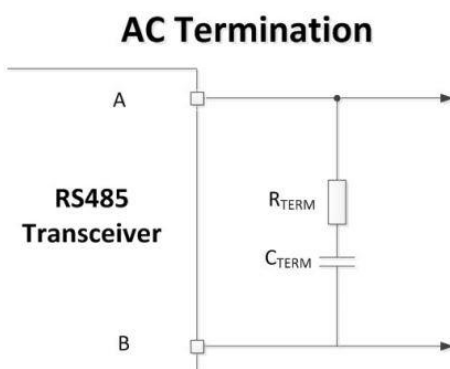 AC Termination
A
RS485
Transceiver
R_TERM
C_TERM
B